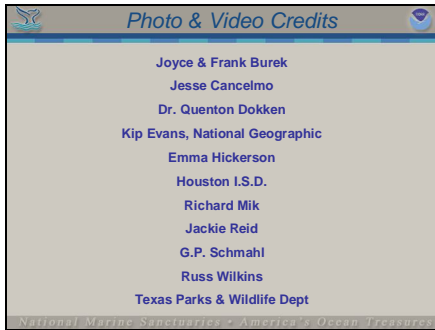 Photo & Video Credits
Joyce & Frank Burek
Jesse Cancelmo
Dr. Quenton Dokken
Kip Evans, National Geographic
Emma Hickerson
Houston I.S.D.
Richard Mik
Jackie Reid
G.P. Schmahl
Russ Wilkins
Texas Parks & Wildlife Dept
National Marine Sanctuaries • America's Ocean Treasures